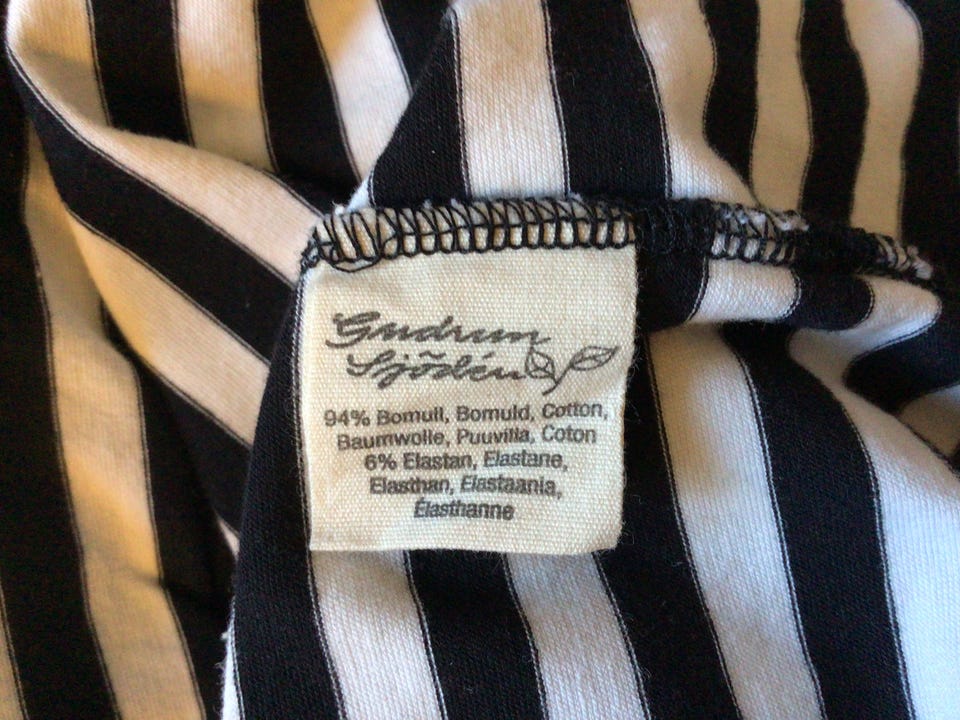 Gudrun
Sjödén
94% Bomull, Bomuld, Cotton,
Baumwolle, Puuvilla, Coton
6% Elastan, Elastane,
Elasthan, Elastaania,
Élasthanne